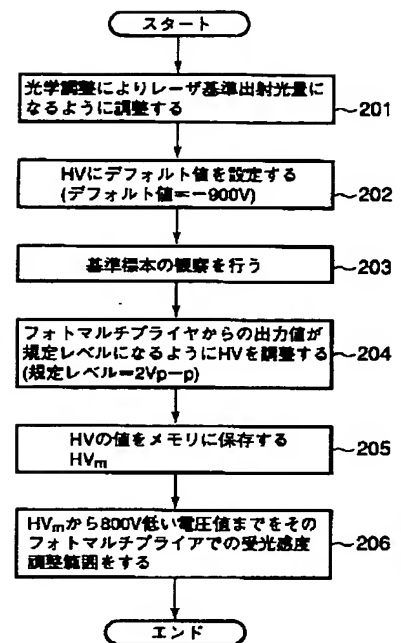 スタート
光学調整によりレーザ基準出射光量に
なるように調整する
201
HVにデフォルト値を設定する
(デフォルト値=-900V)
202
基準標本の観察を行う
203
フォトマルチプライヤからの出力値が
規定レベルになるようにHVを調整する
(規定レベル=2Vp-p)
204
HVの値をメモリに保存する
HVm
205
HVmから800V低い電圧値までをその
フォトマルチプライアでの受光感度
調整範囲をする
206
エンド